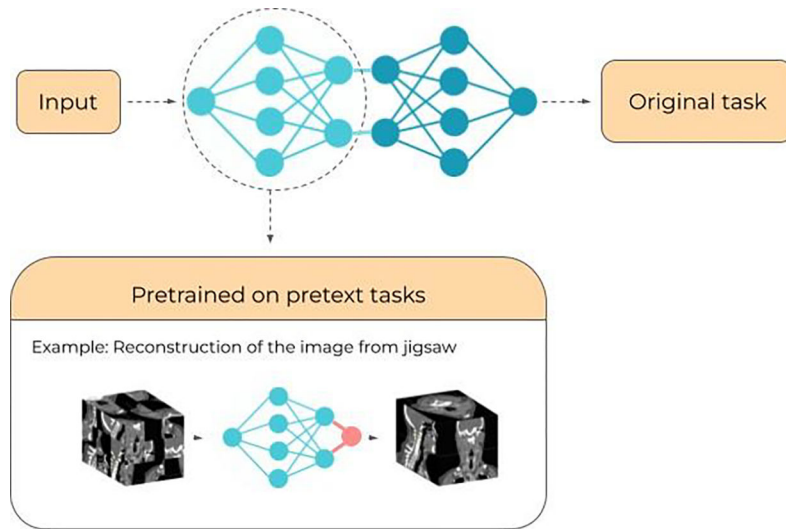 Input
Original task
Pretrained on pretext tasks
Example: Reconstruction of the image from jigsaw